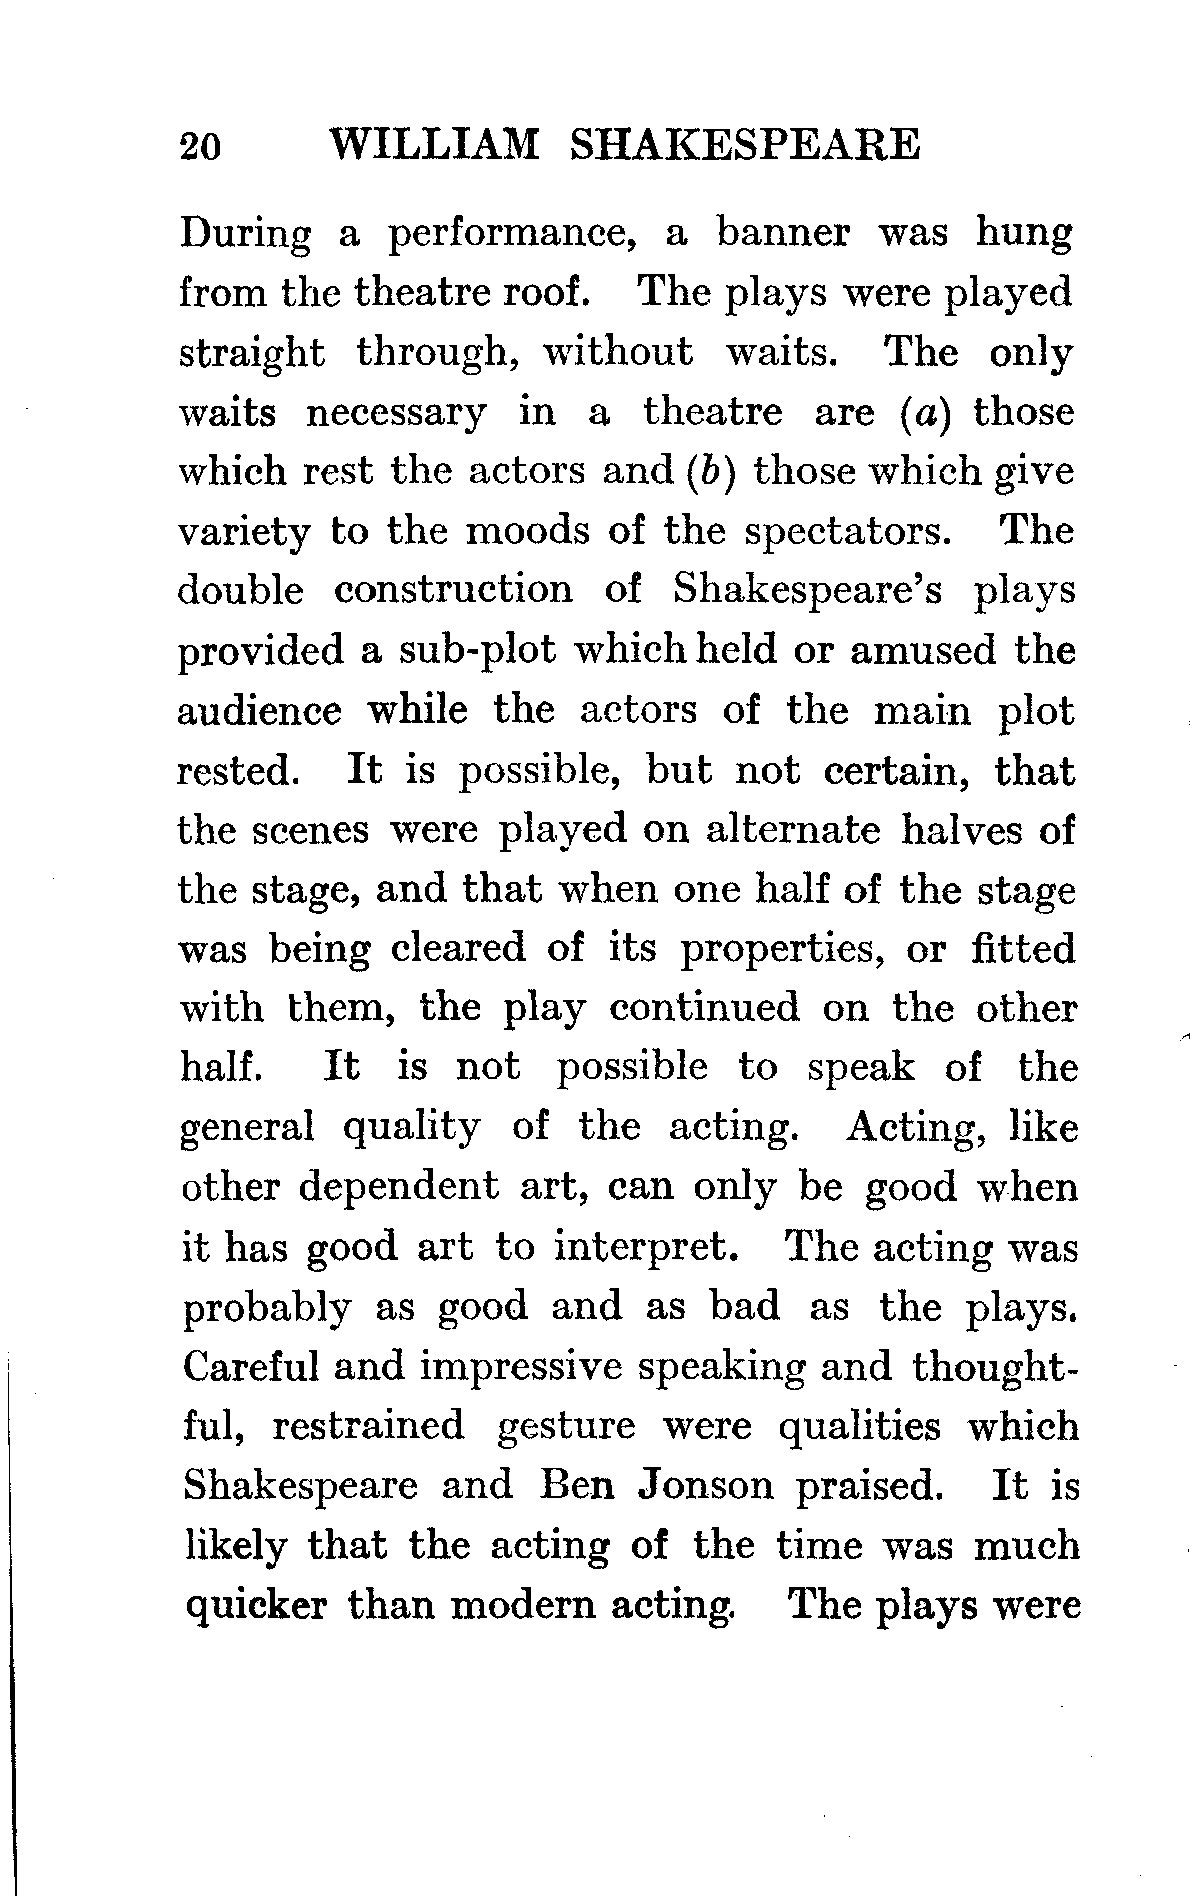 20 WILLIAM SHAKESPEARE
During a performance, a banner was hung
from the theatre roof. The plays were played
straight through, without waits. The only
waits necessary in a theatre are (a) those
which rest the actors and (b) those which give
variety to the moods of the spectators. The
double construction of Shakespeare's plays
provided a sub-plot which held or amused the
audience while the actors of the main plot
rested. It is possible, but not certain, that
the scenes were played on alternate halves of
the stage, and that when one half of the stage
was being cleared of its properties, or fitted
with them, the play continued on the other
half. It is not possible to speak of the
general quality of the acting. Acting, like
other dependent art, can only be good when
it has good art to interpret. The acting was
probably as good and as bad as the plays.
Careful and impressive speaking and thought-
ful, restrained gesture were qualities which
Shakespeare and Ben Jonson praised. It is
likely that the acting of the time was much
quicker than modern acting. The plays were